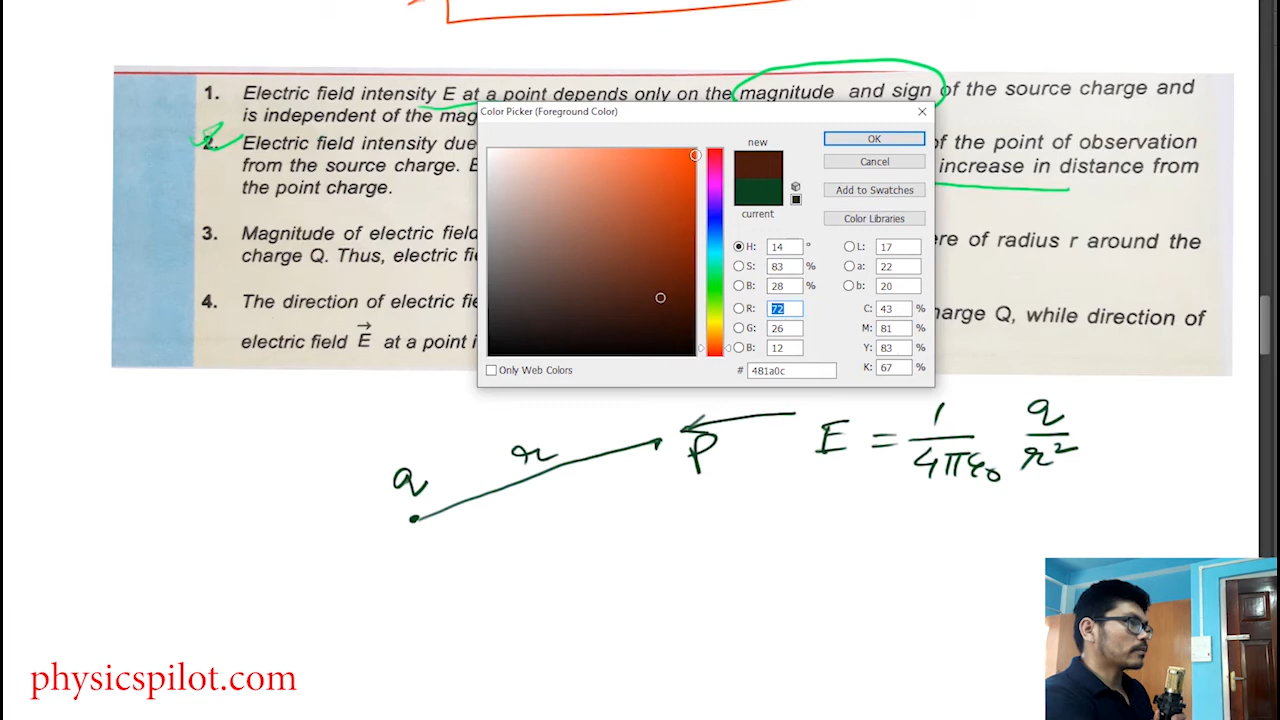 1. Electric field intensity E at a point depends only on the magnitude and sign of the source charge and
is independent of the mag
2. Electric field intensity due of the point of observation
from the source charge. E increase in distance from
the point charge.
3. Magnitude of electric field ere of radius r around the
charge Q. Thus, electric fi
4. The direction of electric fie harge Q, while direction of
electric field E⃗ at a point i
Color Picker (Foreground Color)
new
current
OK
Cancel
Add to Swatches
Color Libraries
H: 14 °
S: 83 %
B: 28 %
R: 72
G: 26
B: 12
L: 17
a: 22
b: 20
C: 43 %
M: 81 %
Y: 83 %
K: 67 %
Only Web Colors
# 481a0c
q r P E = 1/4πε₀ q/r²
physicspilot.com